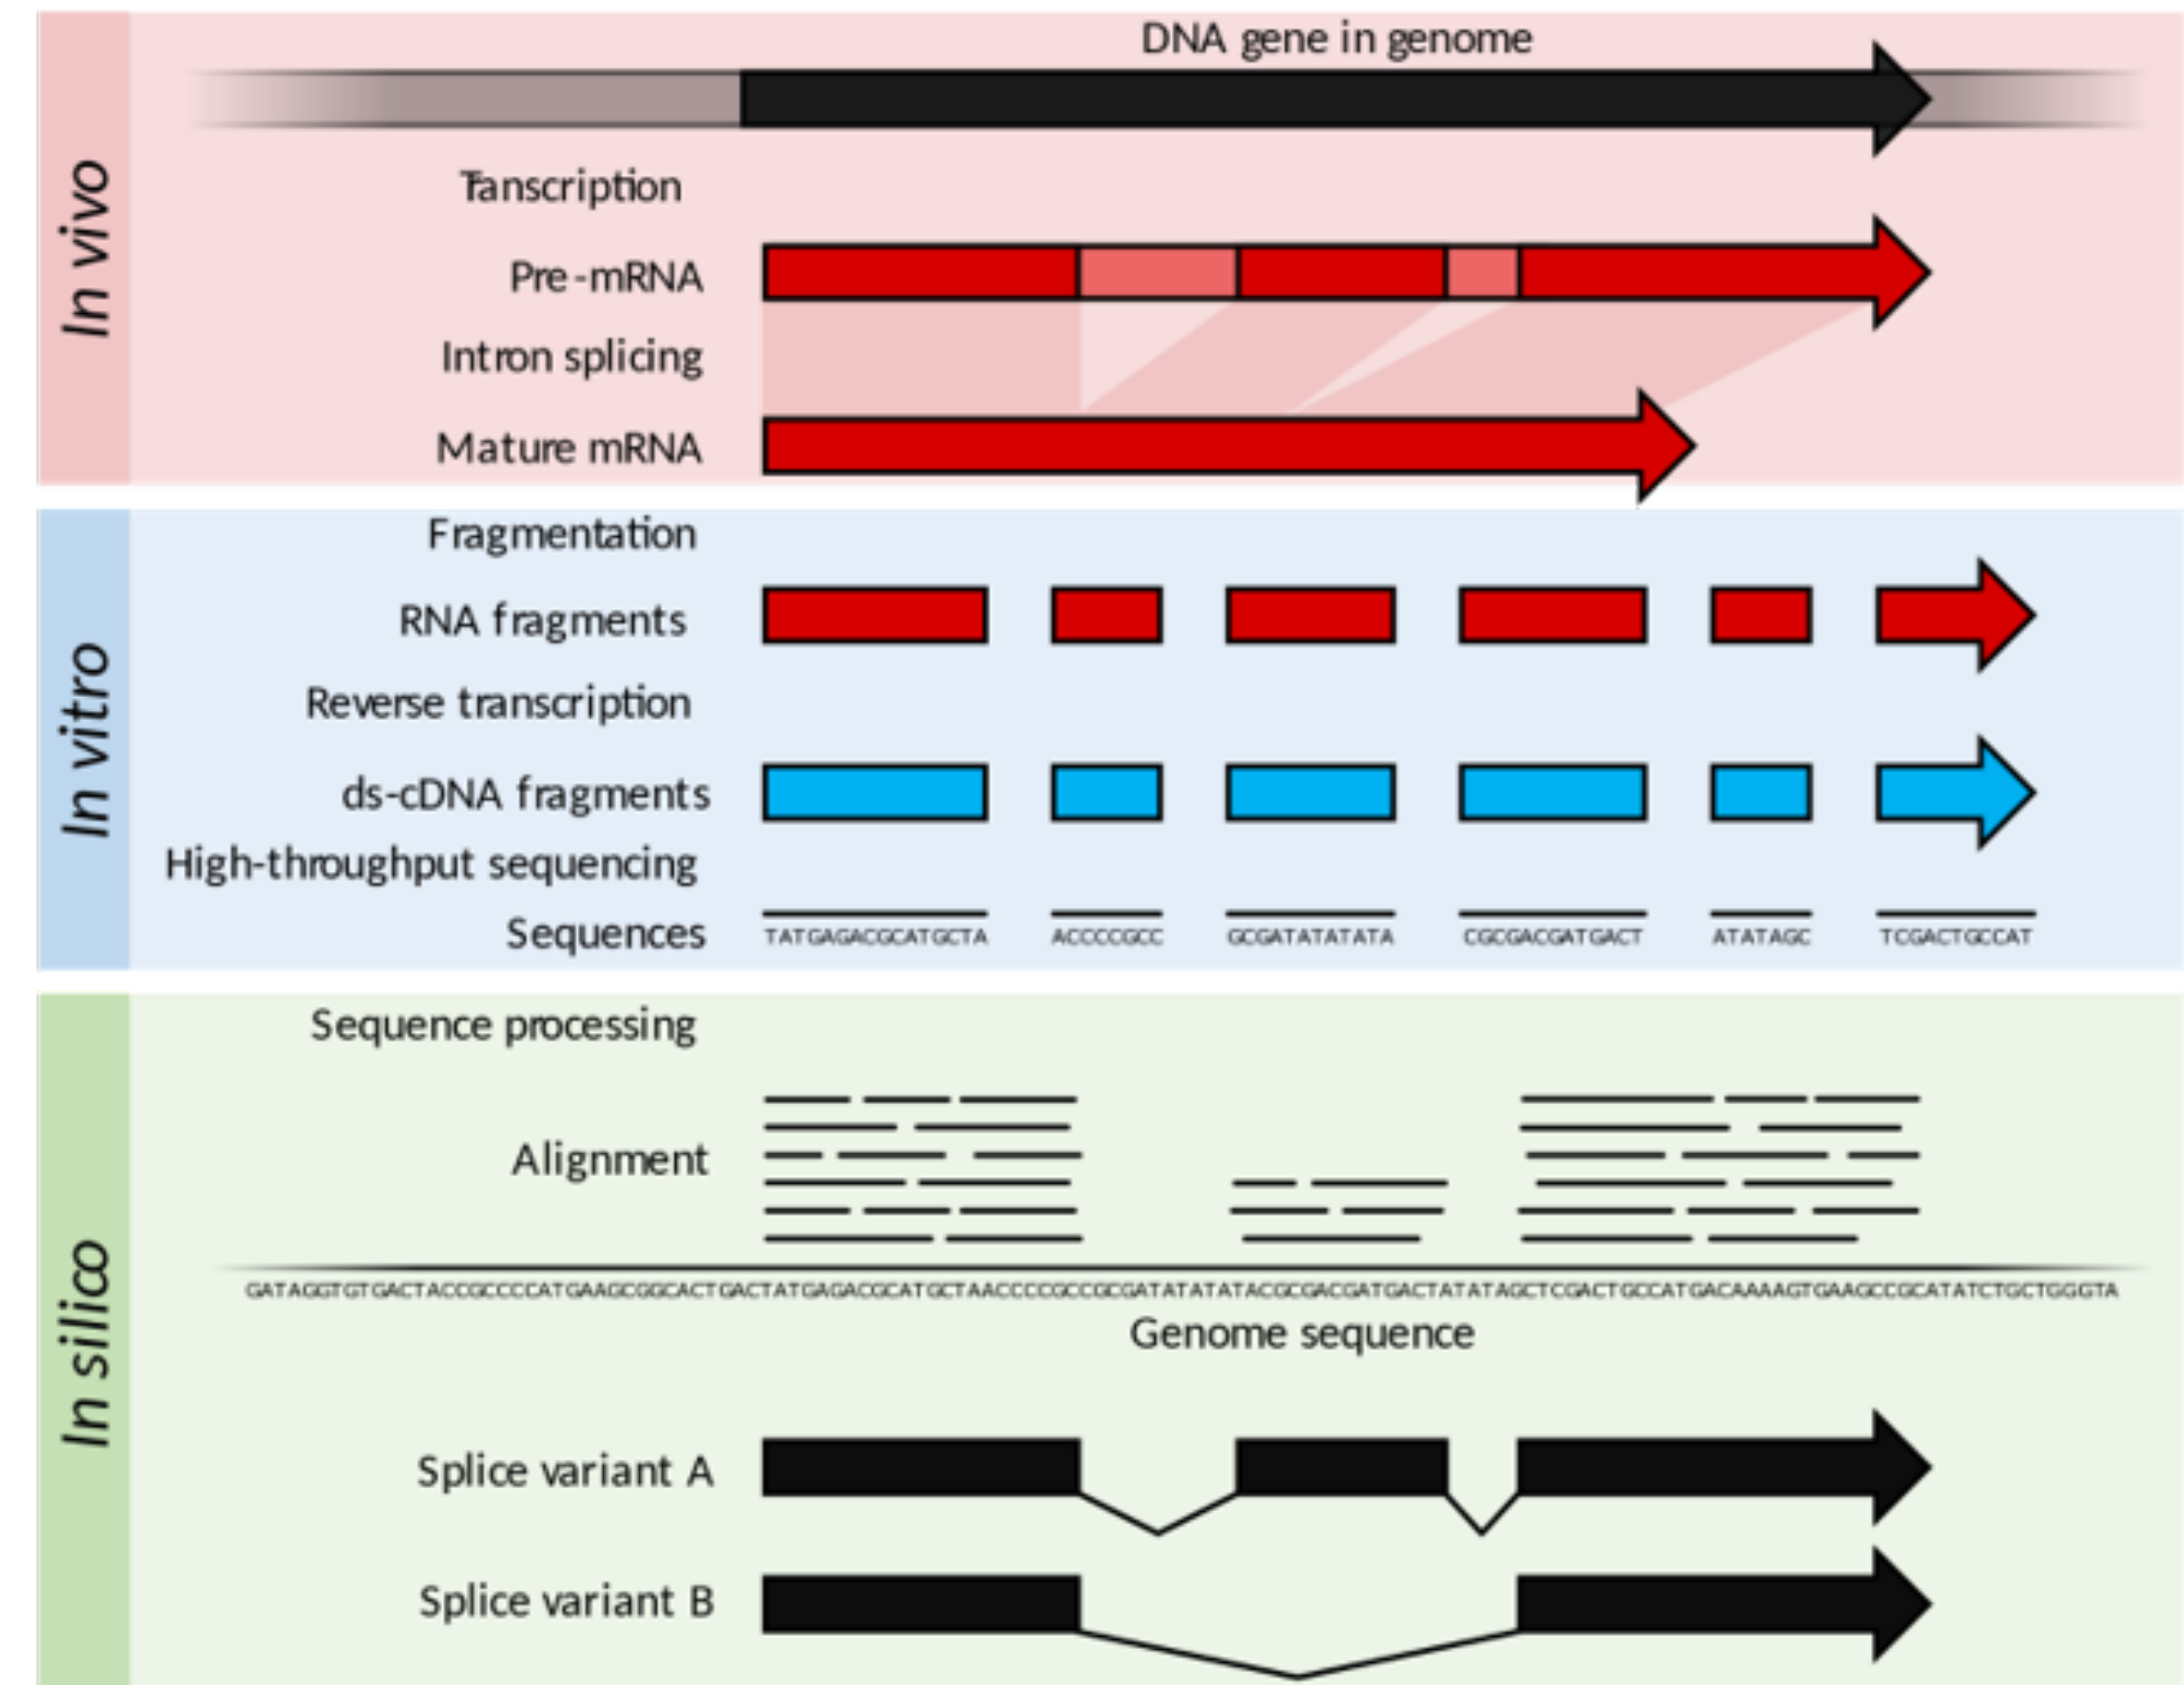 DNA gene in genome
Tanscription
Pre-mRNA
Intron splicing
Mature mRNA
In vivo
Fragmentation
RNA fragments
Reverse transcription
ds-cDNA fragments
High-throughput sequencing
Sequences TATGAGACGCATGCTA ACCCCGCC GCGATATATATA CGCGACGATGACT ATATAGC TCGACTGCCAT
In vitro
Sequence processing
Alignment
GATAGGTGTGACTACCGCCCCATGAAGCGGCACTGACTATGAGACGCATGCTAACCCCGCCGCGATATATATACGCGACGATGACTATATAGCTCGACTGCCATGACAAAAGTGAAGCCGCATATCTGCTGGGTA
Genome sequence
Splice variant A
Splice variant B
In silico